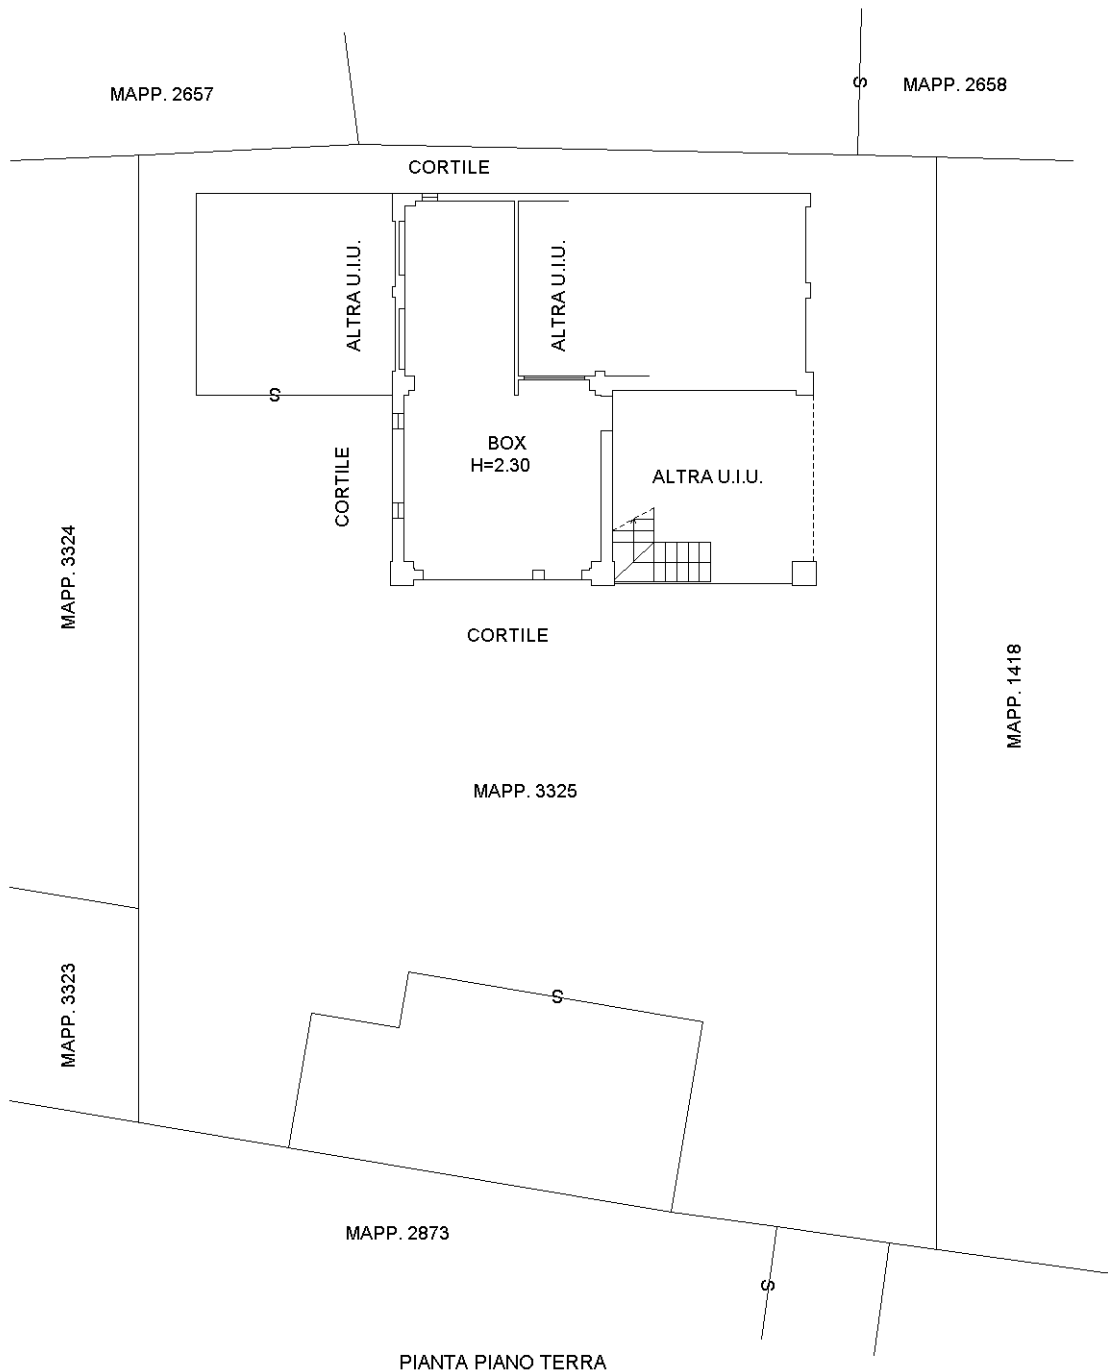 MAPP. 2657
S
MAPP. 2658
CORTILE
ALTRA U.I.U.
ALTRA U.I.U.
S
BOX
H=2.30
CORTILE
ALTRA U.I.U.
MAPP. 3324
CORTILE
MAPP. 1418
MAPP. 3325
MAPP. 3323
S
MAPP. 2873
S
PIANTA PIANO TERRA